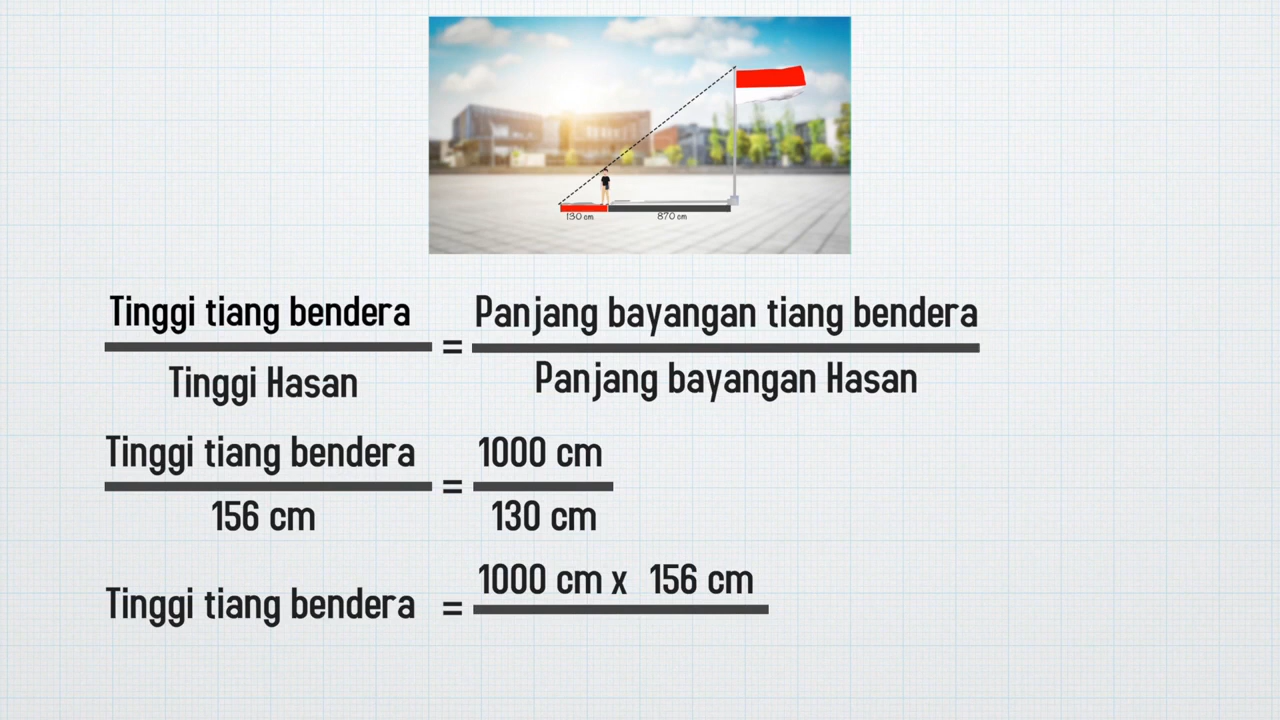 130 cm 870 cm
Tinggi tiang bendera = Panjang bayangan tiang bendera
Tinggi Hasan Panjang bayangan Hasan
Tinggi tiang bendera = 1000 cm
156 cm 130 cm
Tinggi tiang bendera = 1000 cm x 156 cm